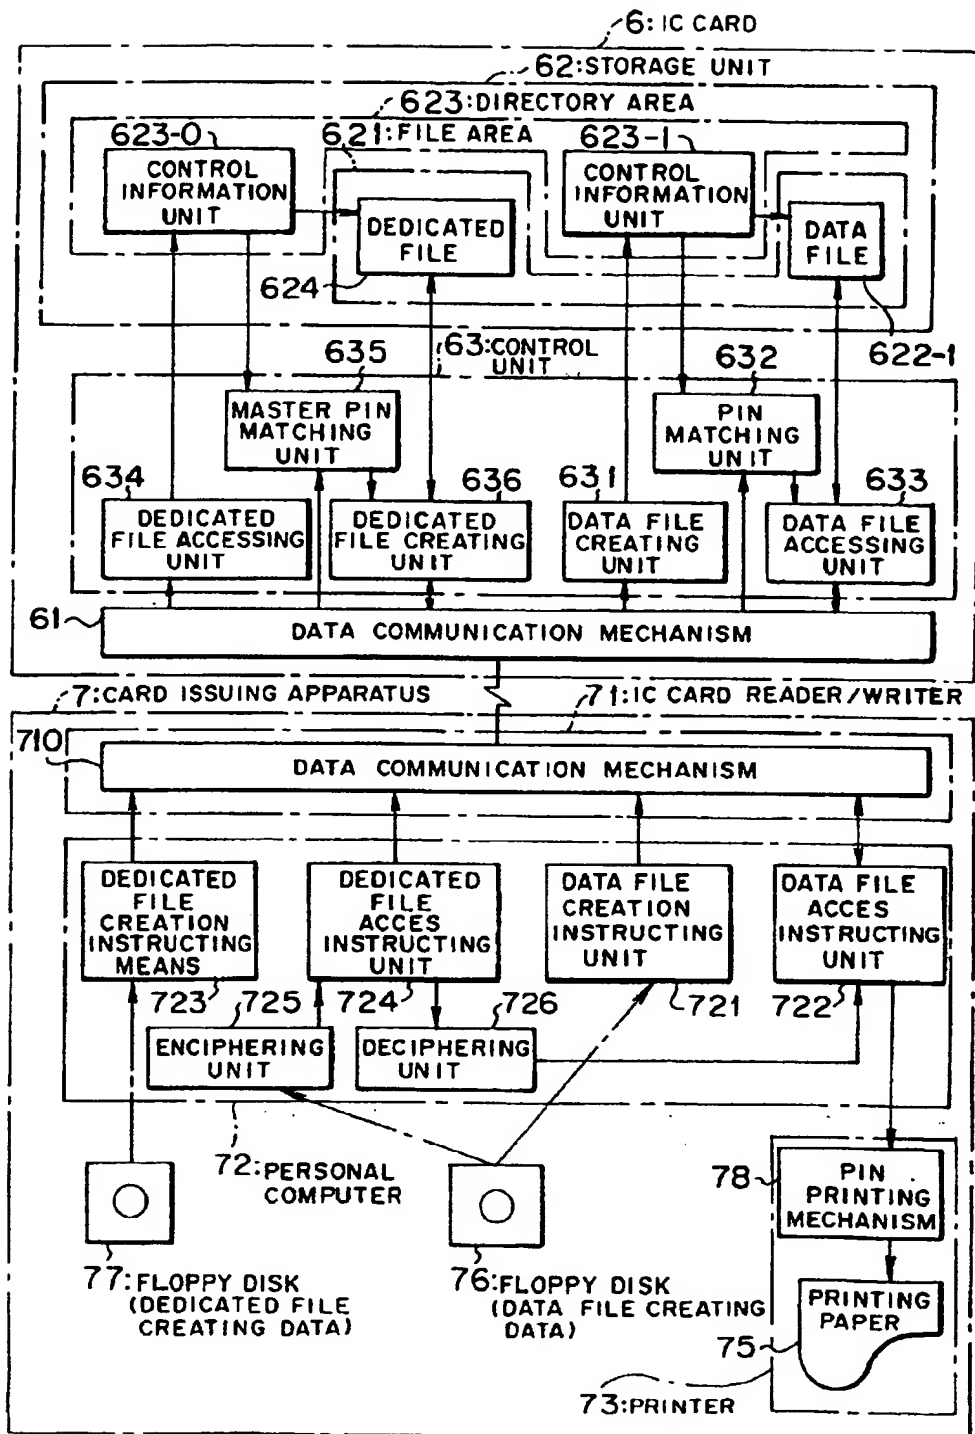 6: IC CARD
62: STORAGE UNIT
623: DIRECTORY AREA
621: FILE AREA
623-0
623-1
CONTROL
INFORMATION
UNIT
CONTROL
INFORMATION
UNIT
DEDICATED
FILE
DATA
FILE
624
622-1
63: CONTROL
UNIT
635
632
MASTER PIN
MATCHING
UNIT
PIN
MATCHING
UNIT
634
636
631
633
DEDICATED
FILE ACCESSING
UNIT
DEDICATED
FILE CREATING
UNIT
DATA FILE
CREATING
UNIT
DATA FILE
ACCESSING
UNIT
61
DATA COMMUNICATION MECHANISM
7: CARD ISSUING APPARATUS
71: IC CARD READER/WRITER
710
DATA COMMUNICATION MECHANISM
DEDICATED
FILE
CREATION
INSTRUCTING
MEANS
DEDICATED
FILE
ACCES
INSTRUCTING
UNIT
DATA FILE
CREATION
INSTRUCTING
UNIT
DATA FILE
ACCES
INSTRUCTING
UNIT
723
725
724
726
721
722
ENCIPHERING
UNIT
DECIPHERING
UNIT
72: PERSONAL
COMPUTER
78
PIN
PRINTING
MECHANISM
77: FLOPPY DISK
(DEDICATED FILE
CREATING DATA)
76: FLOPPY DISK
(DATA FILE CREATING
DATA)
PRINTING
PAPER
75
73: PRINTER